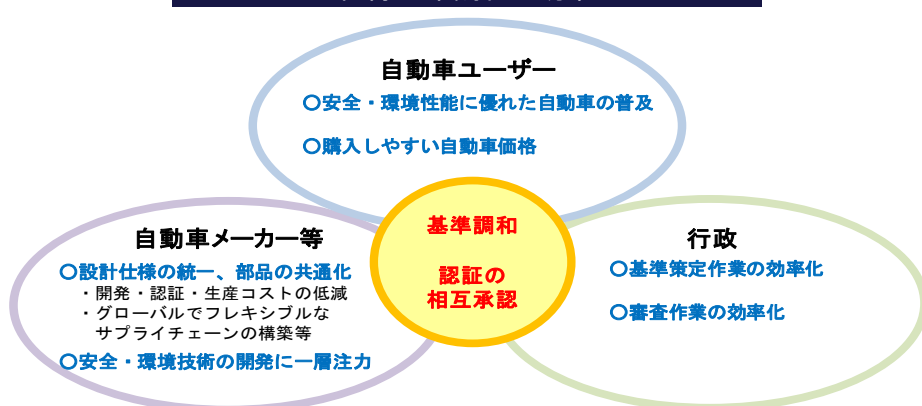 自動車ユーザー
〇安全・環境性能に優れた自動車の普及
〇購入しやすい自動車価格
基準調和
認証の
相互承認
自動車メーカー等
〇設計仕様の統一、部品の共通化
・開発・認証・生産コストの低減
・グローバルでフレキシブルな
サプライチェーンの構築等
〇安全・環境技術の開発に一層注力
行政
〇基準策定作業の効率化
〇審査作業の効率化